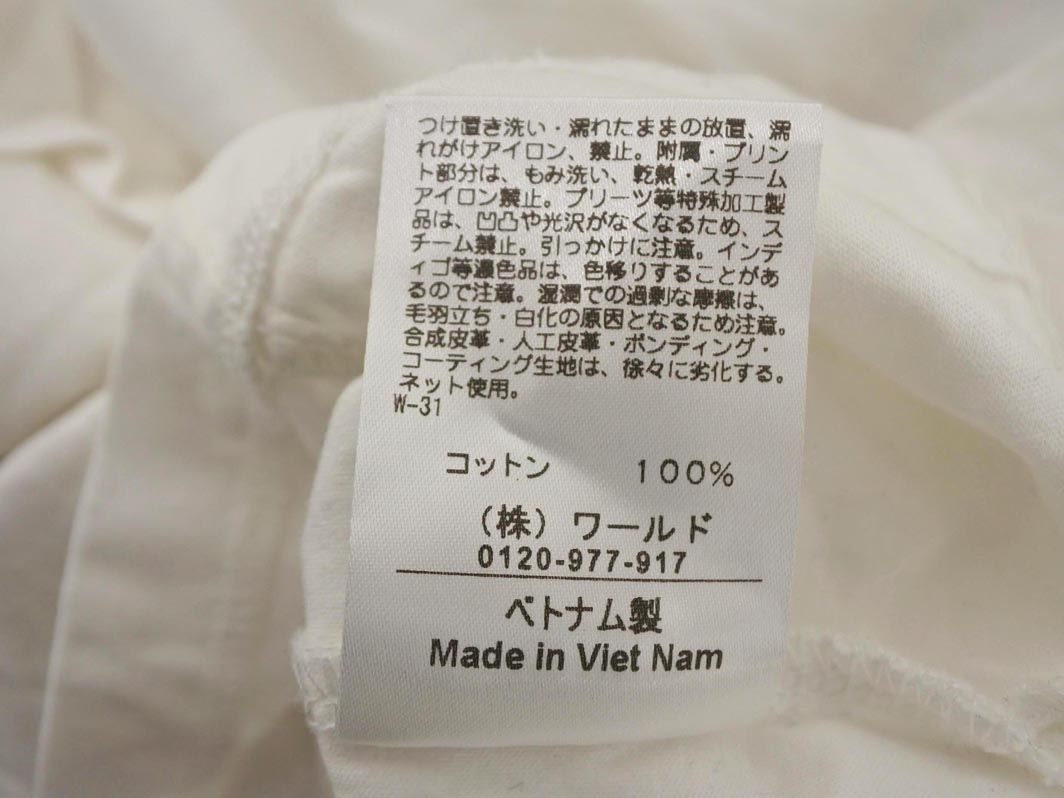 つけ置き洗い・濡れたままの放置、濡
れがけアイロン、禁止。附属・プリン
ト部分は、もみ洗い、乾熱・スチーム
アイロン禁止。プリーツ等特殊加工製
品は、凹凸や光沢がなくなるため、ス
チーム禁止。引っかけに注意。インデ
ィゴ等濃色品は、色移りすることがあ
るので注意。湿潤での過剰な摩擦は、
毛羽立ち・白化の原因となるため注意。
合成皮革・人工皮革・ボンディング・
コーティング生地は、徐々に劣化する。
ネット使用。
W-31
コットン 100%
（株）ワールド
0120-977-917
ベトナム製
Made in Viet Nam